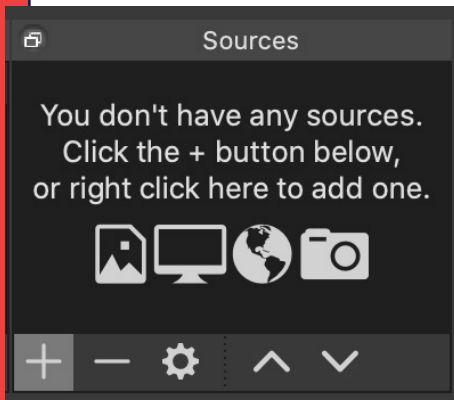 Sources
You don't have any sources.
Click the + button below,
or right click here to add one.